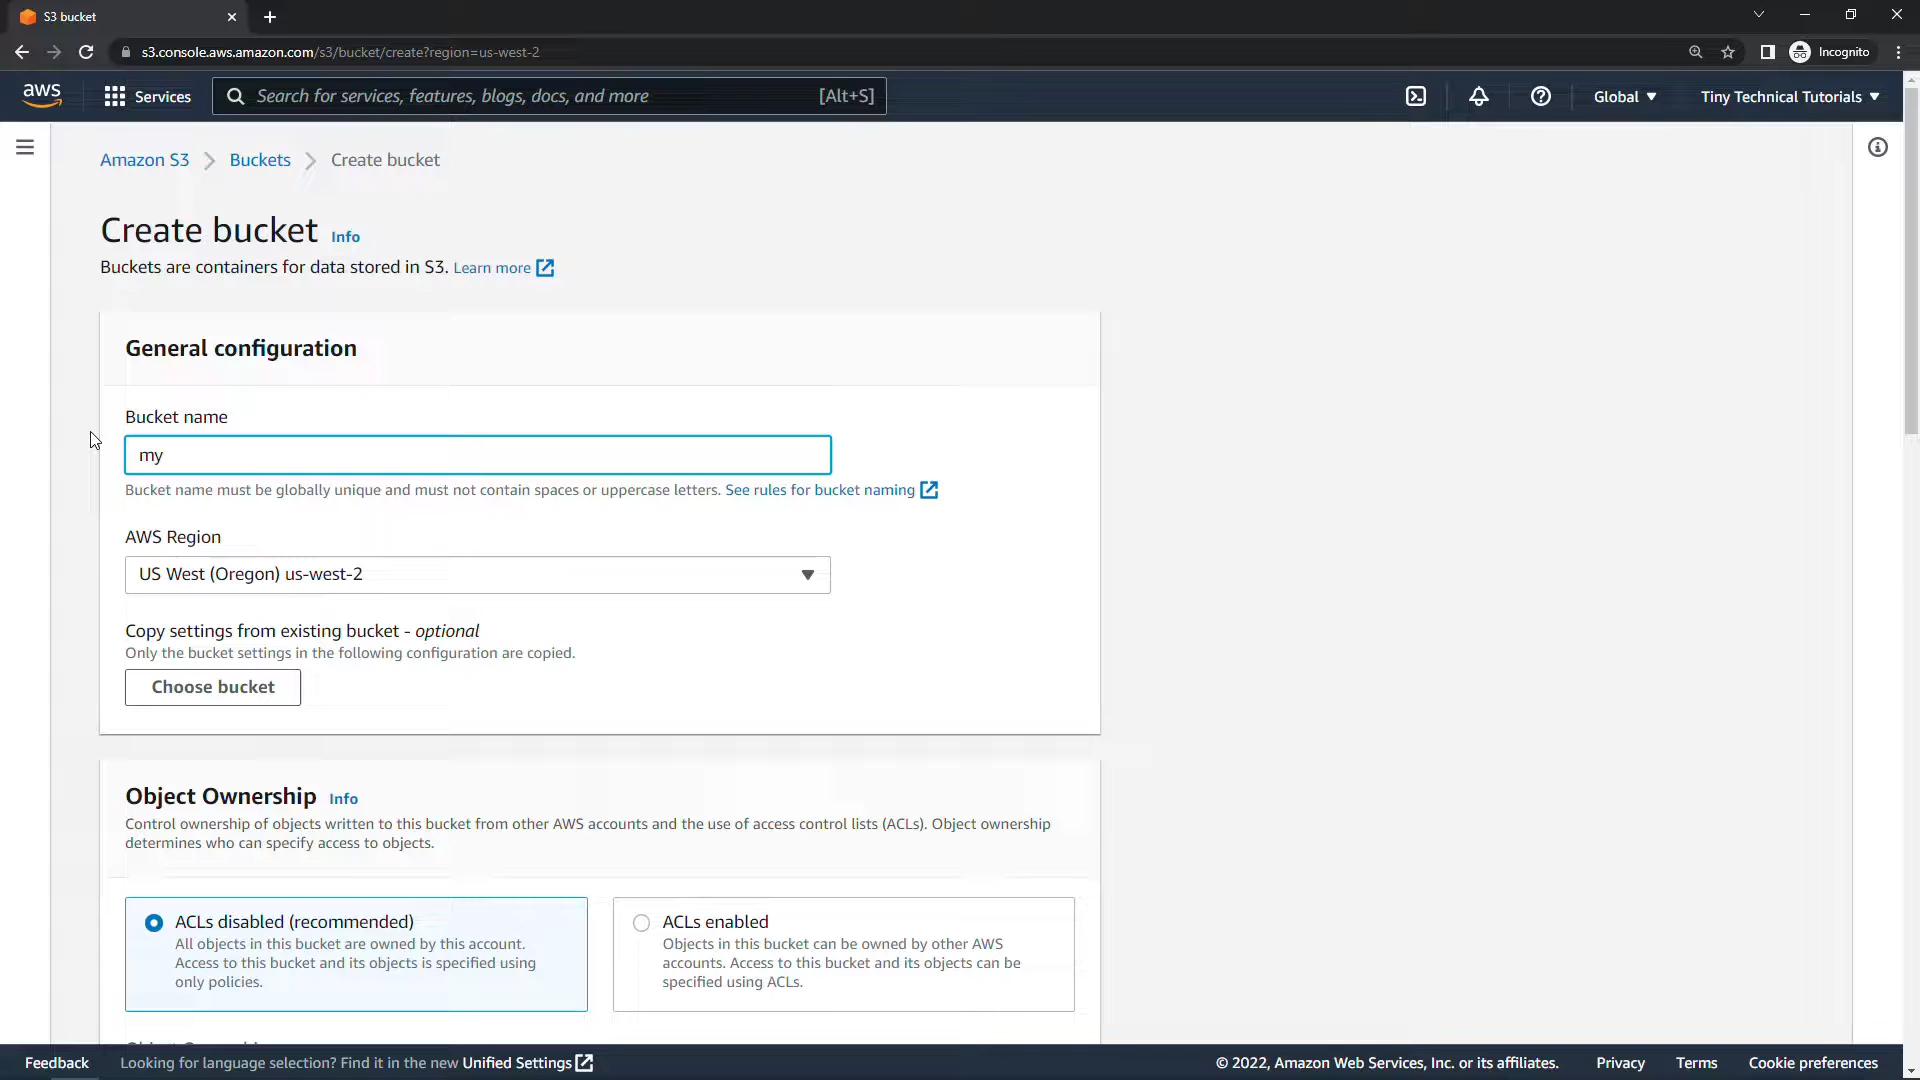 S3 bucket
s3.console.aws.amazon.com/s3/bucket/create?region=us-west-2
Incognito
aws
Services
Search for services, features, blogs, docs, and more
[Alt+S]
Global
Tiny Technical Tutorials
Amazon S3
Buckets
Create bucket
Create bucket Info
Buckets are containers for data stored in S3. Learn more
General configuration
Bucket name
my
Bucket name must be globally unique and must not contain spaces or uppercase letters. See rules for bucket naming
AWS Region
US West (Oregon) us-west-2
Copy settings from existing bucket - optional
Only the bucket settings in the following configuration are copied.
Choose bucket
Object Ownership Info
Control ownership of objects written to this bucket from other AWS accounts and the use of access control lists (ACLs). Object ownership
determines who can specify access to objects.
ACLs disabled (recommended)
All objects in this bucket are owned by this account.
Access to this bucket and its objects is specified using
only policies.
ACLs enabled
Objects in this bucket can be owned by other AWS
accounts. Access to this bucket and its objects can be
specified using ACLs.
Feedback
Looking for language selection? Find it in the new Unified Settings
© 2022, Amazon Web Services, Inc. or its affiliates.
Privacy
Terms
Cookie preferences